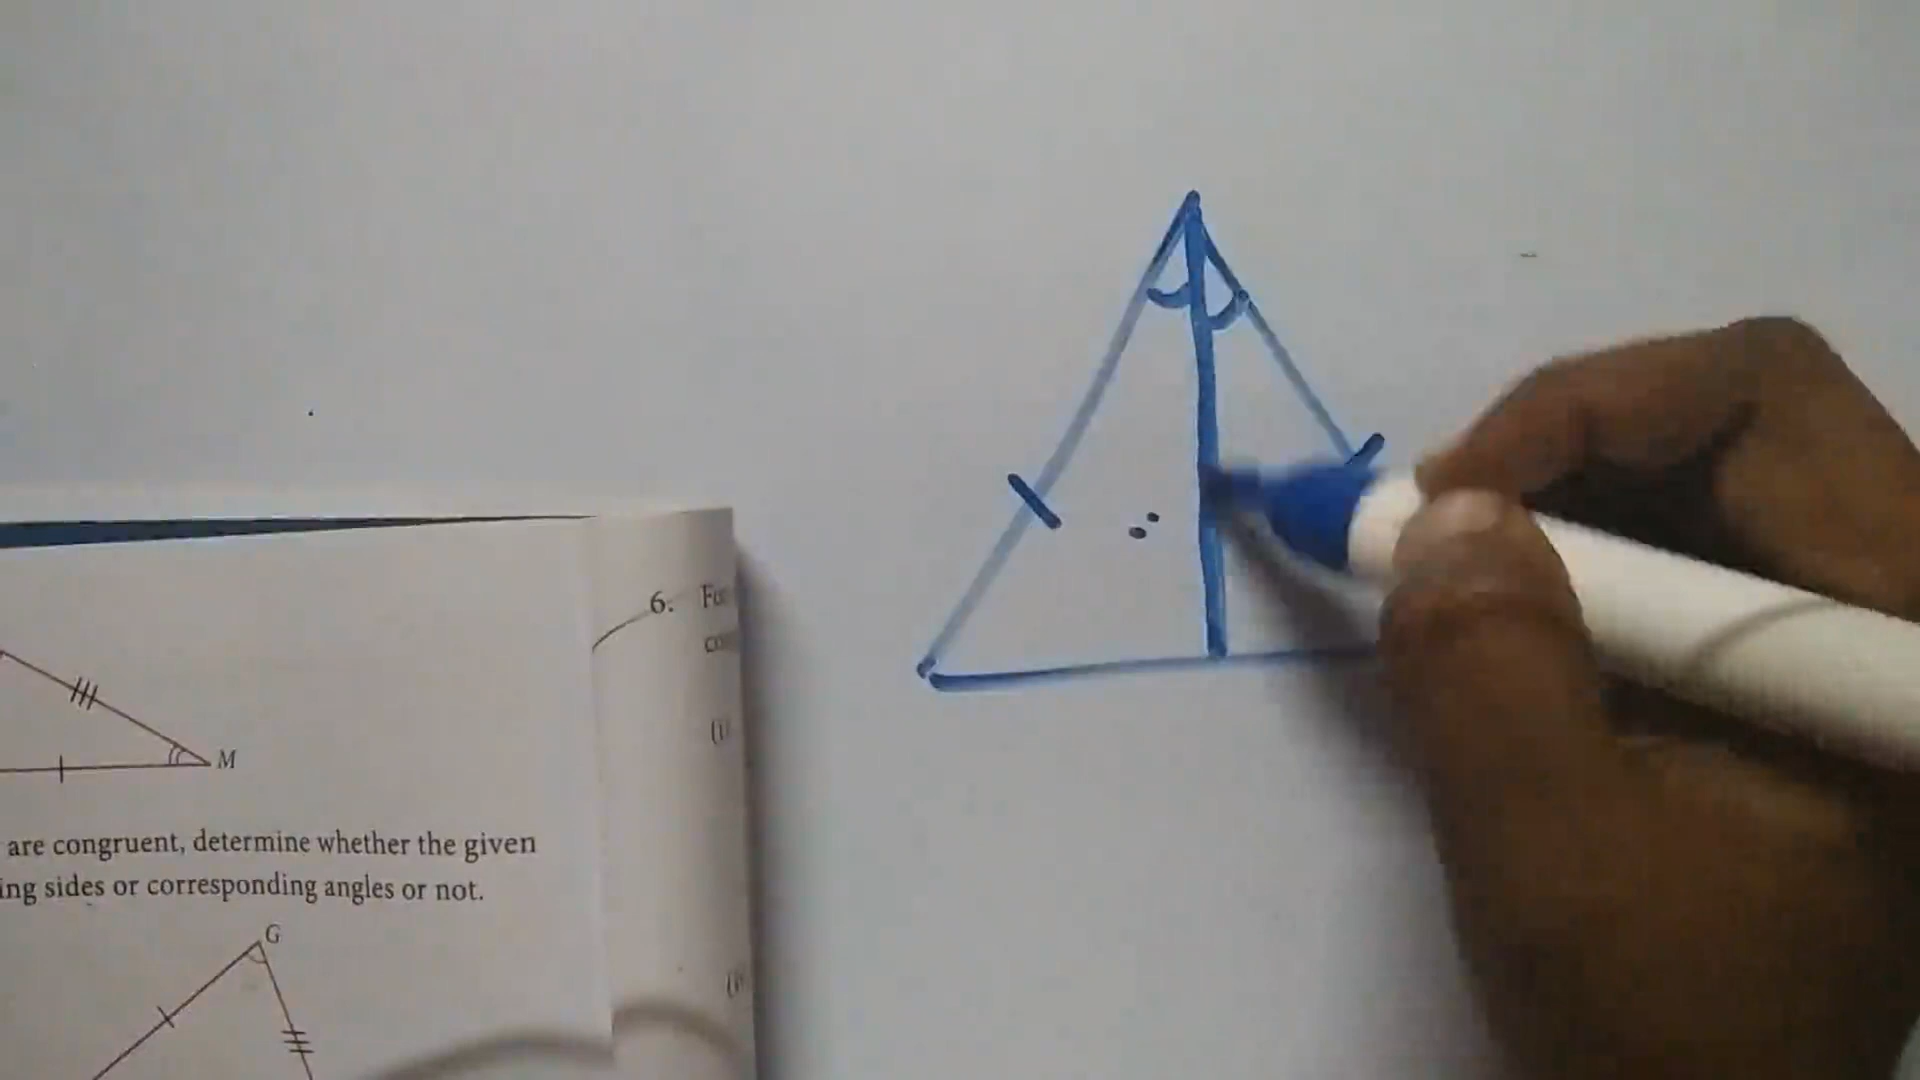 M
are congruent, determine whether the given
ing sides or corresponding angles or not.
G
6.
(i)